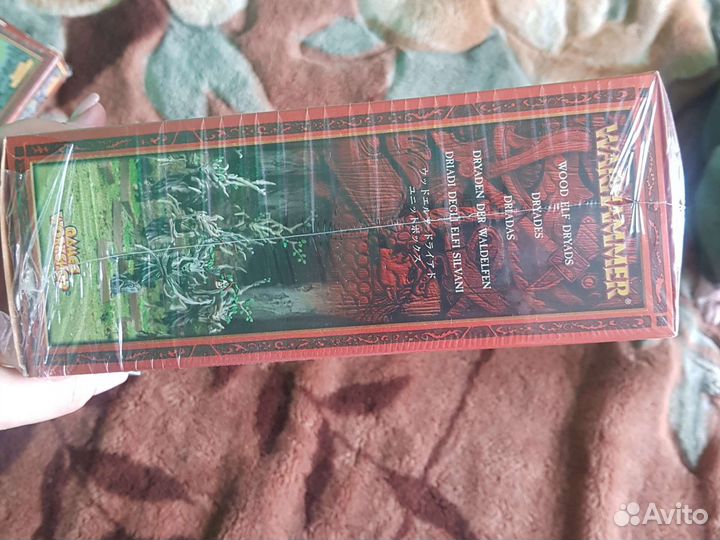 WARHAMMER®
WOOD ELF DRYADS
DRYADES
DRÍADAS
DRYADEN DER WALDELFEN
DRIADI DEGLI ELFI SILVANI
ウッドエルフ・ドライアド
ユニットボックス
GAMES
WORKSHOP
Avito